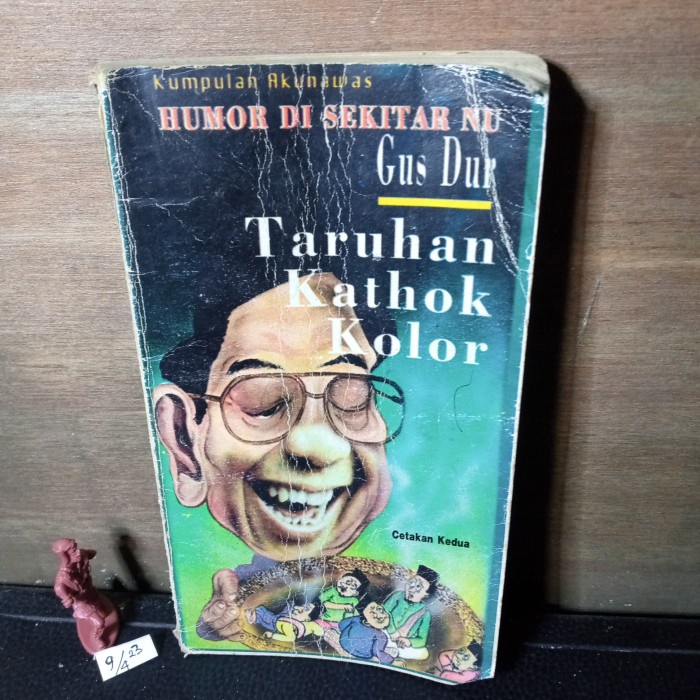 Kumpulan Akunawas
HUMOR DI SEKITAR NU
Gus Dur
Taruhan
Kathok
Kolor
Cetakan Kedua
9/4 23